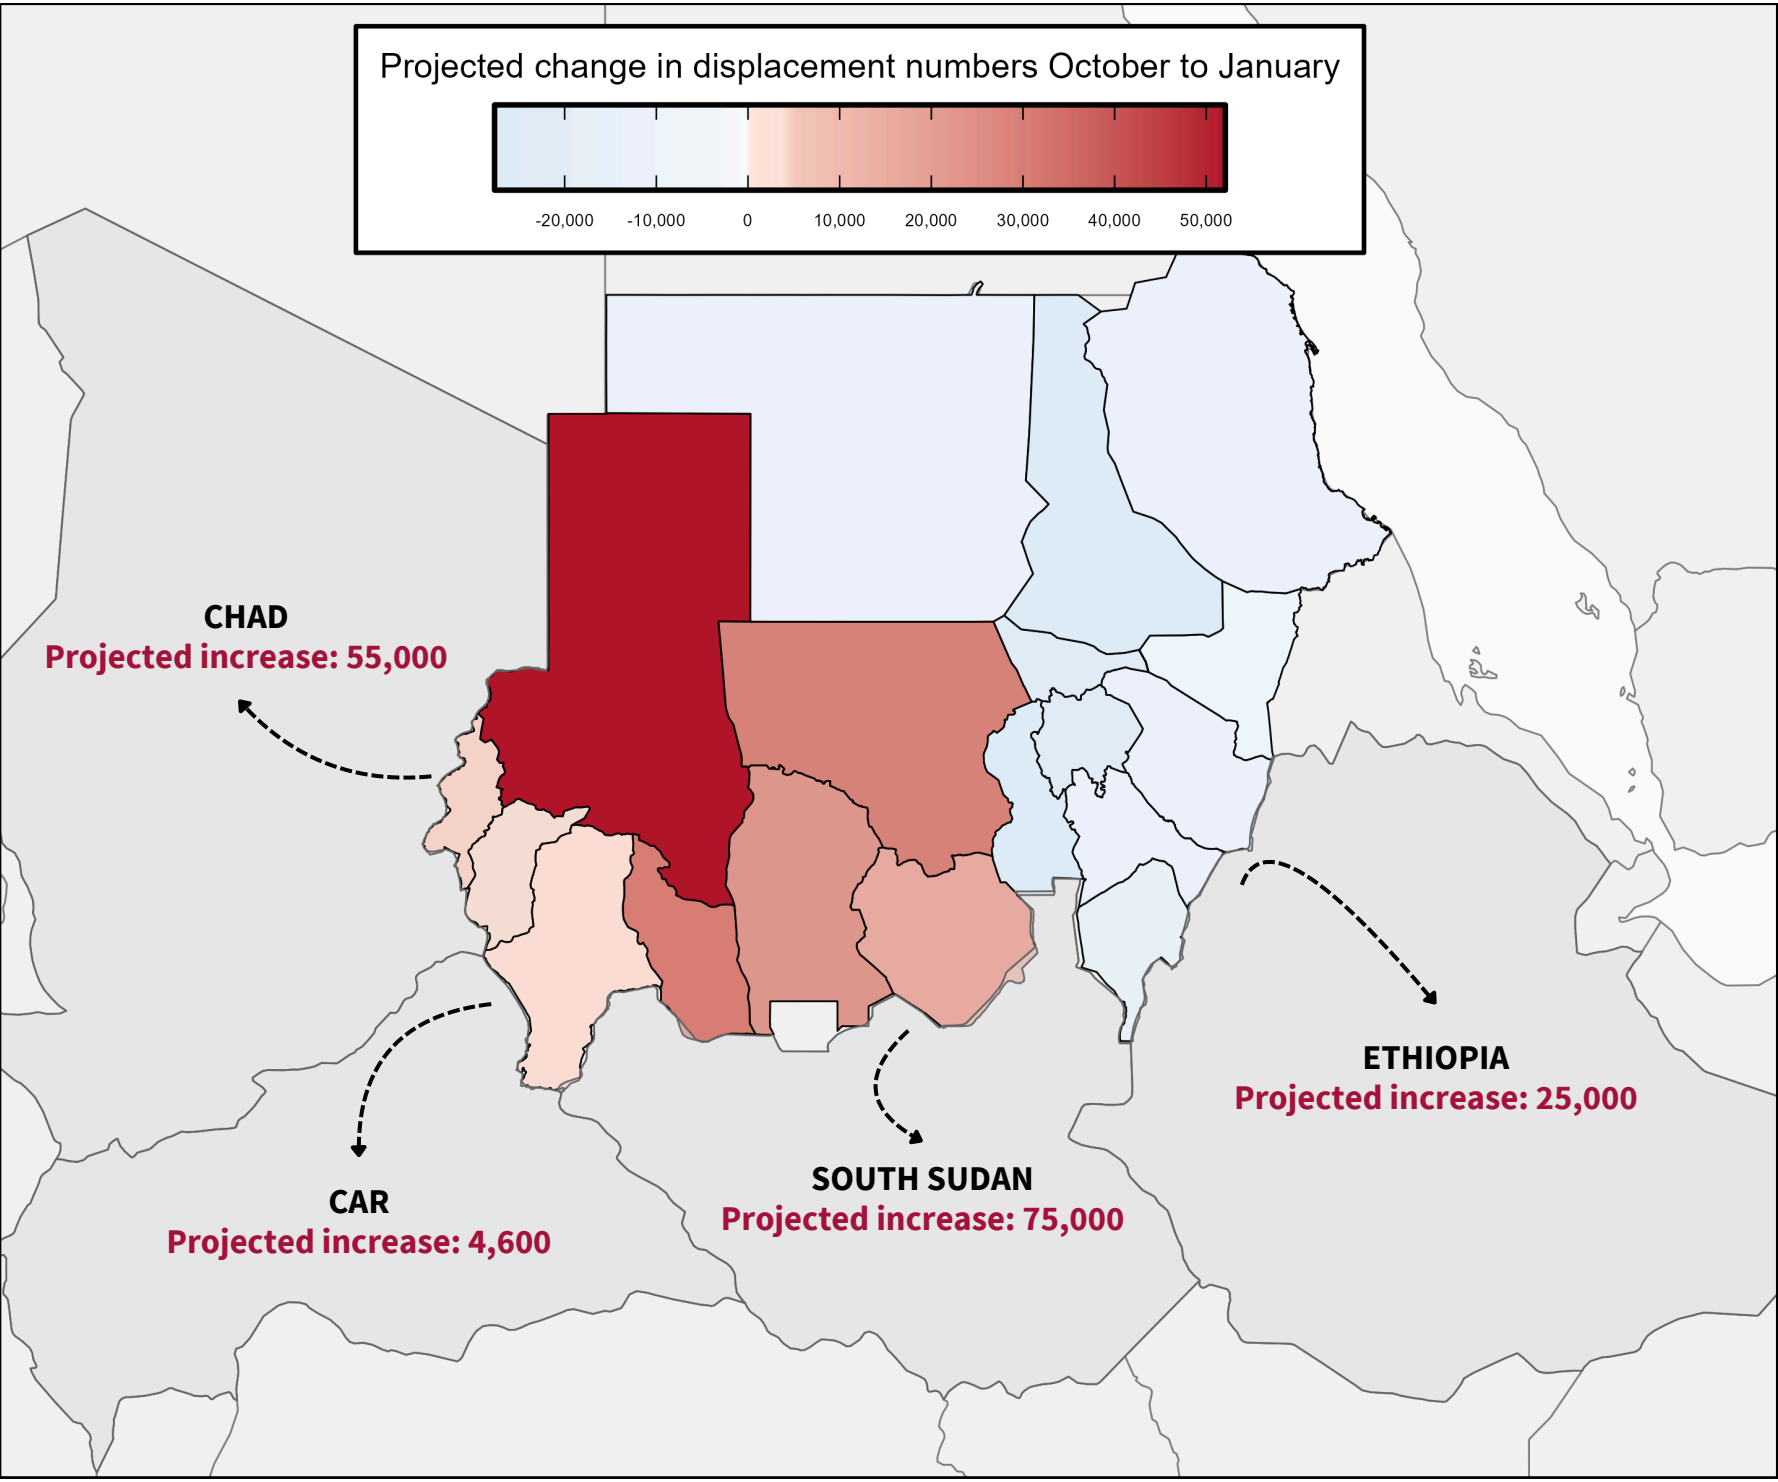 Projected change in displacement numbers October to January
-20,000 -10,000 0 10,000 20,000 30,000 40,000 50,000
CHAD
Projected increase: 55,000
ETHIOPIA
Projected increase: 25,000
SOUTH SUDAN
Projected increase: 75,000
CAR
Projected increase: 4,600